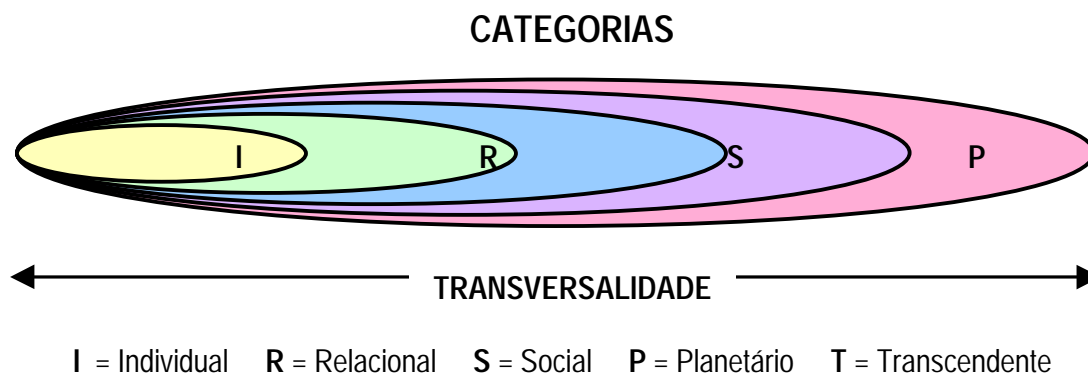 CATEGORIAS
I R S P
TRANSVERSALIDADE
I = Individual R = Relacional S = Social P = Planetário T = Transcendente